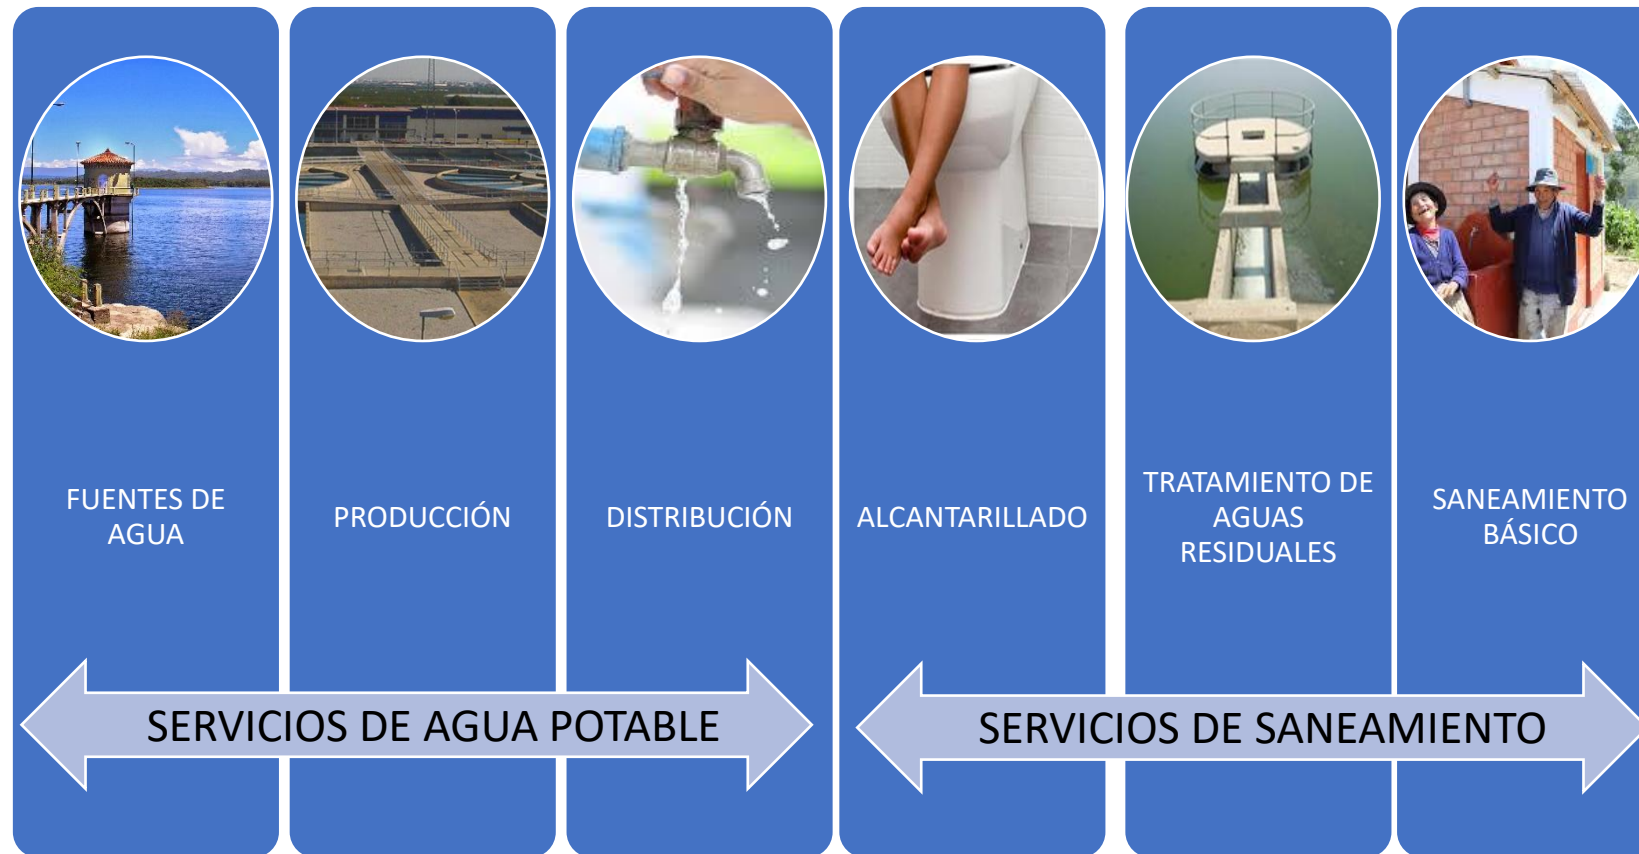 FUENTES DE
AGUA
PRODUCCIÓN
DISTRIBUCIÓN
ALCANTARILLADO
TRATAMIENTO DE
AGUAS
RESIDUALES
SANEAMIENTO
BÁSICO
SERVICIOS DE AGUA POTABLE
SERVICIOS DE SANEAMIENTO